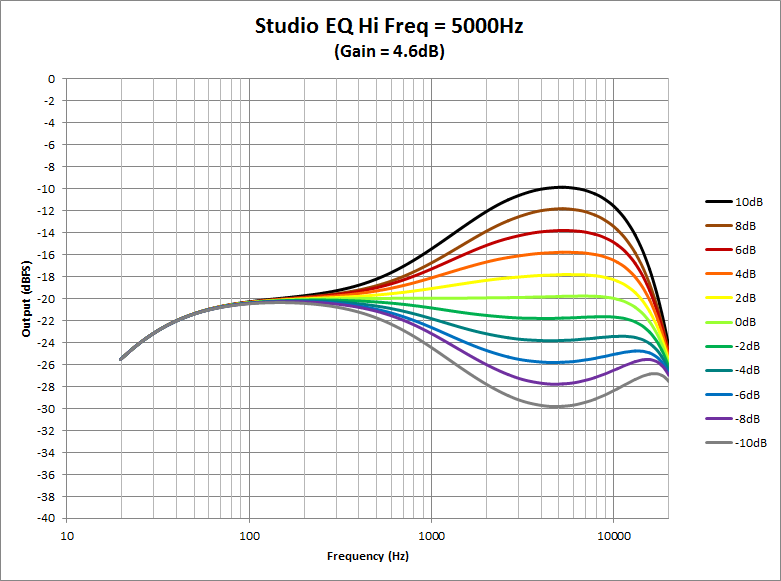 Studio EQ Hi Freq = 5000Hz
(Gain = 4.6dB)
Output (dBFS)
0
-2
-4
-6
-8
-10
-12
-14
-16
-18
-20
-22
-24
-26
-28
-30
-32
-34
-36
-38
-40
10
100
1000
10000
Frequency (Hz)
10dB
8dB
6dB
4dB
2dB
0dB
-2dB
-4dB
-6dB
-8dB
-10dB